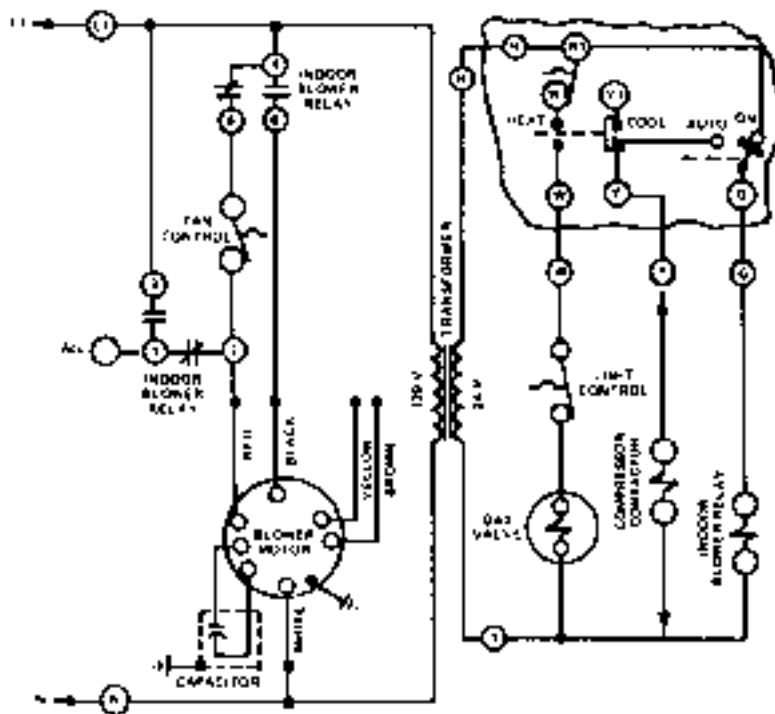 L1
INDOOR
BLOWER
RELAY
FAN
CONTROL
INDOOR
BLOWER
RELAY
RED
BLACK
YELLOW
BROWN
BLOWER
MOTOR
WHITE
CAPACITOR
N
TRANSFORMER
24 V
HEAT
COOL
AUTO
ON
Y
W
Y
G
LIMIT
CONTROL
GAS
VALVE
COMPRESSOR
CONTACTOR
INDOOR
BLOWER RELAY